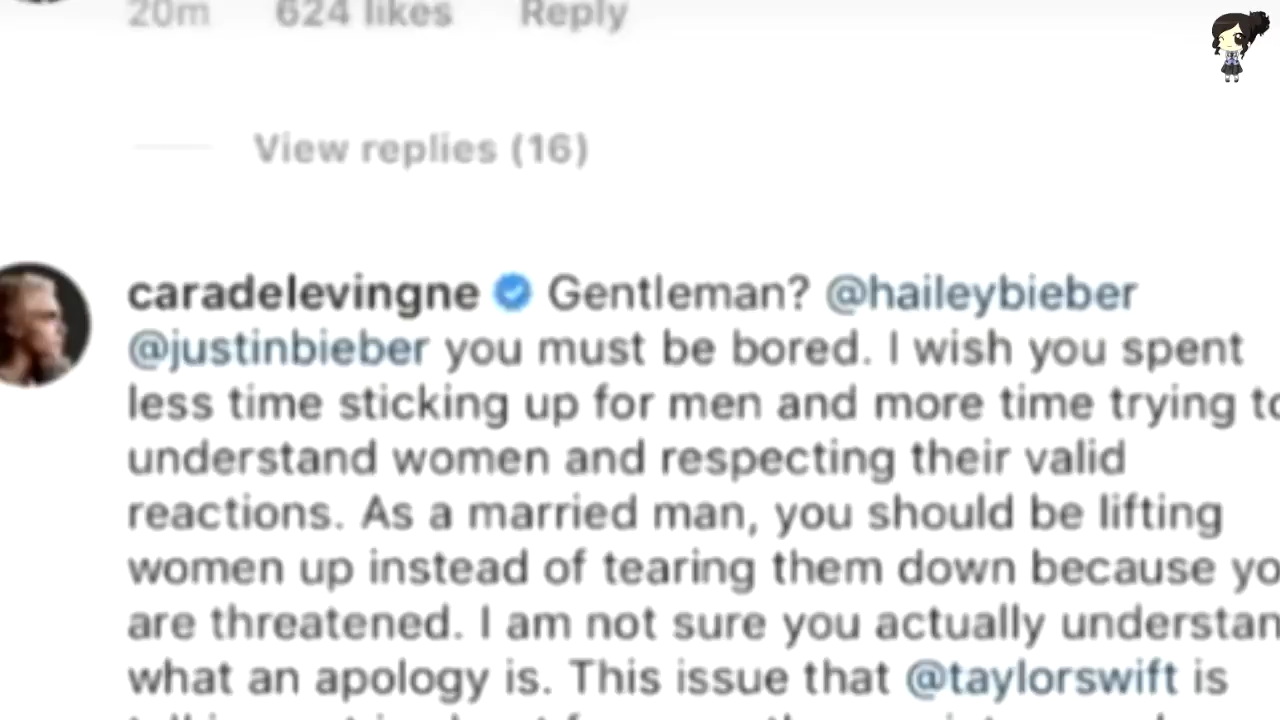 20m 624 likes Reply
View replies (16)
caradelevingne Gentleman? @haileybieber
@justinbieber you must be bored. I wish you spent
less time sticking up for men and more time trying
understand women and respecting their valid
reactions. As a married man, you should be lifting
women up instead of tearing them down because
are threatened. I am not sure you actually
what an apology is. This issue that @taylorswift is